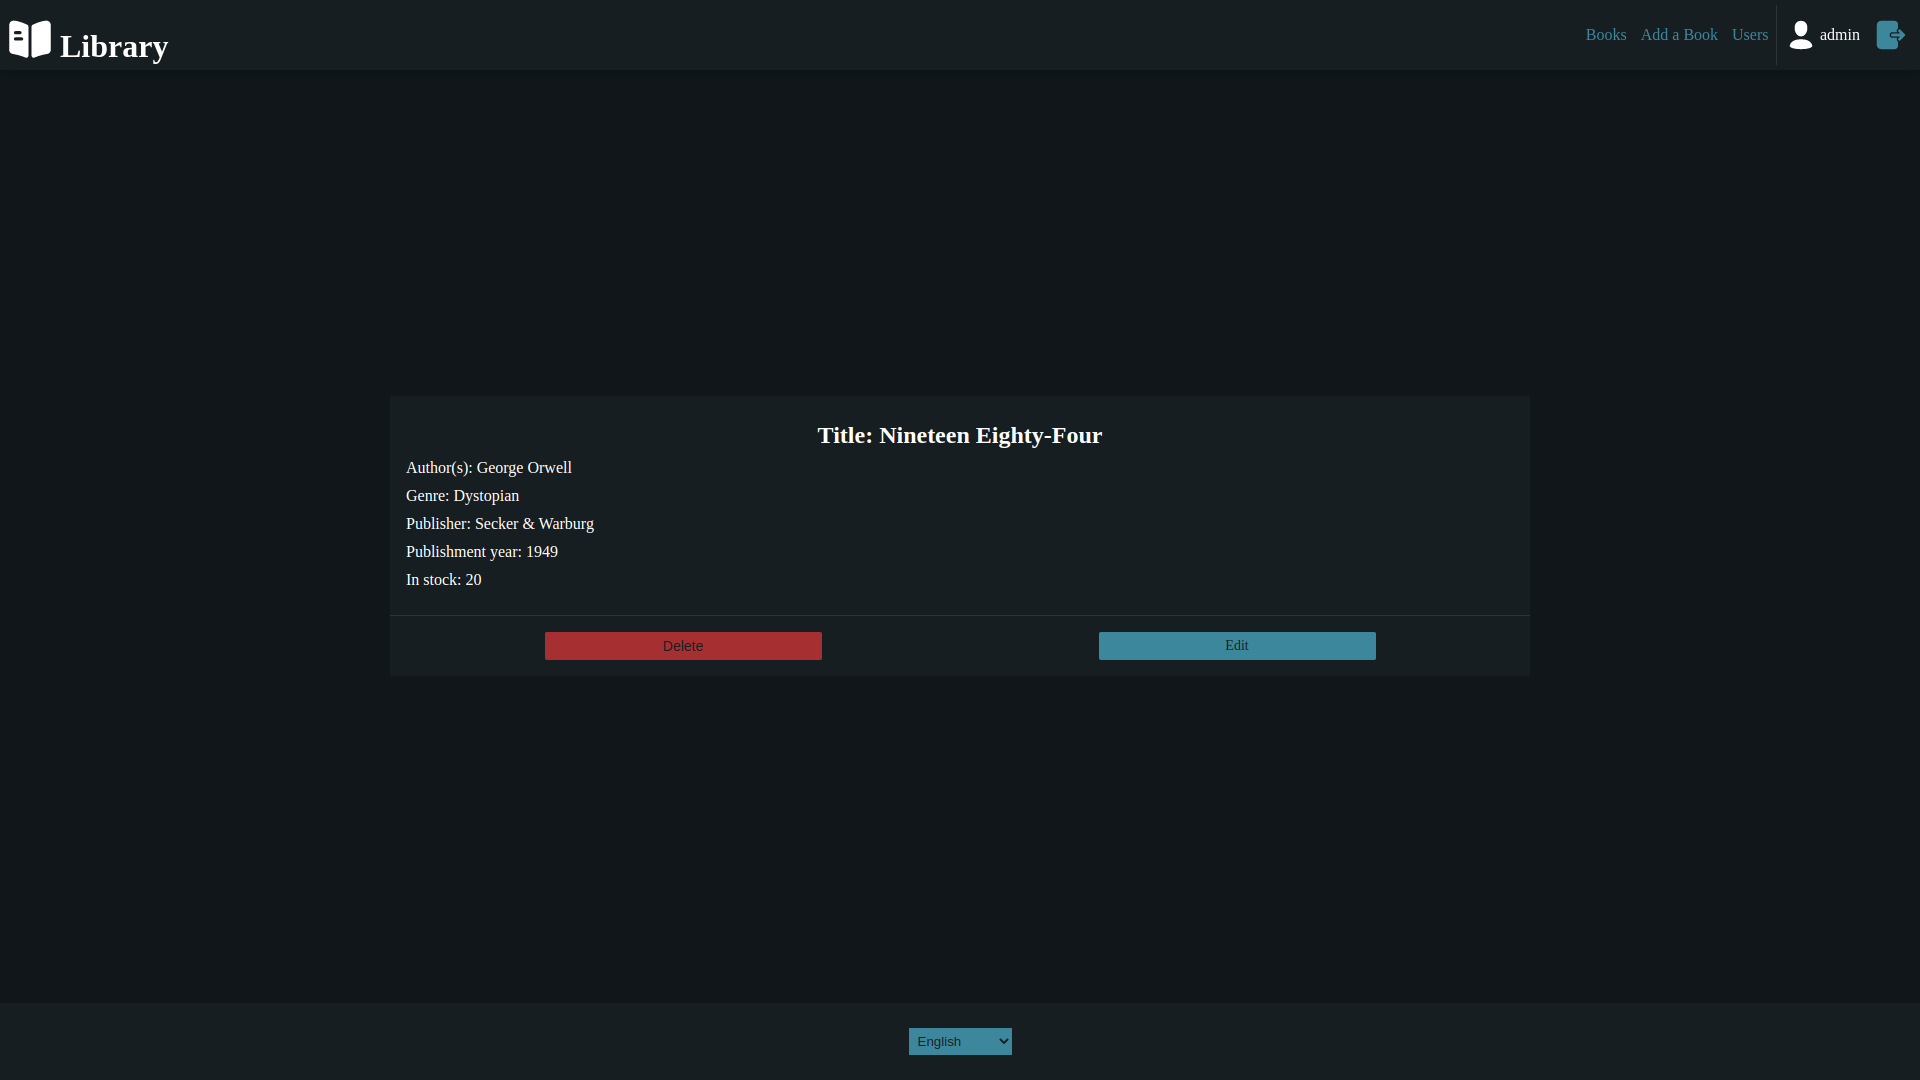 Library
Books Add a Book Users admin
Title: Nineteen Eighty-Four
Author(s): George Orwell
Genre: Dystopian
Publisher: Secker & Warburg
Publishment year: 1949
In stock: 20
Delete Edit
English